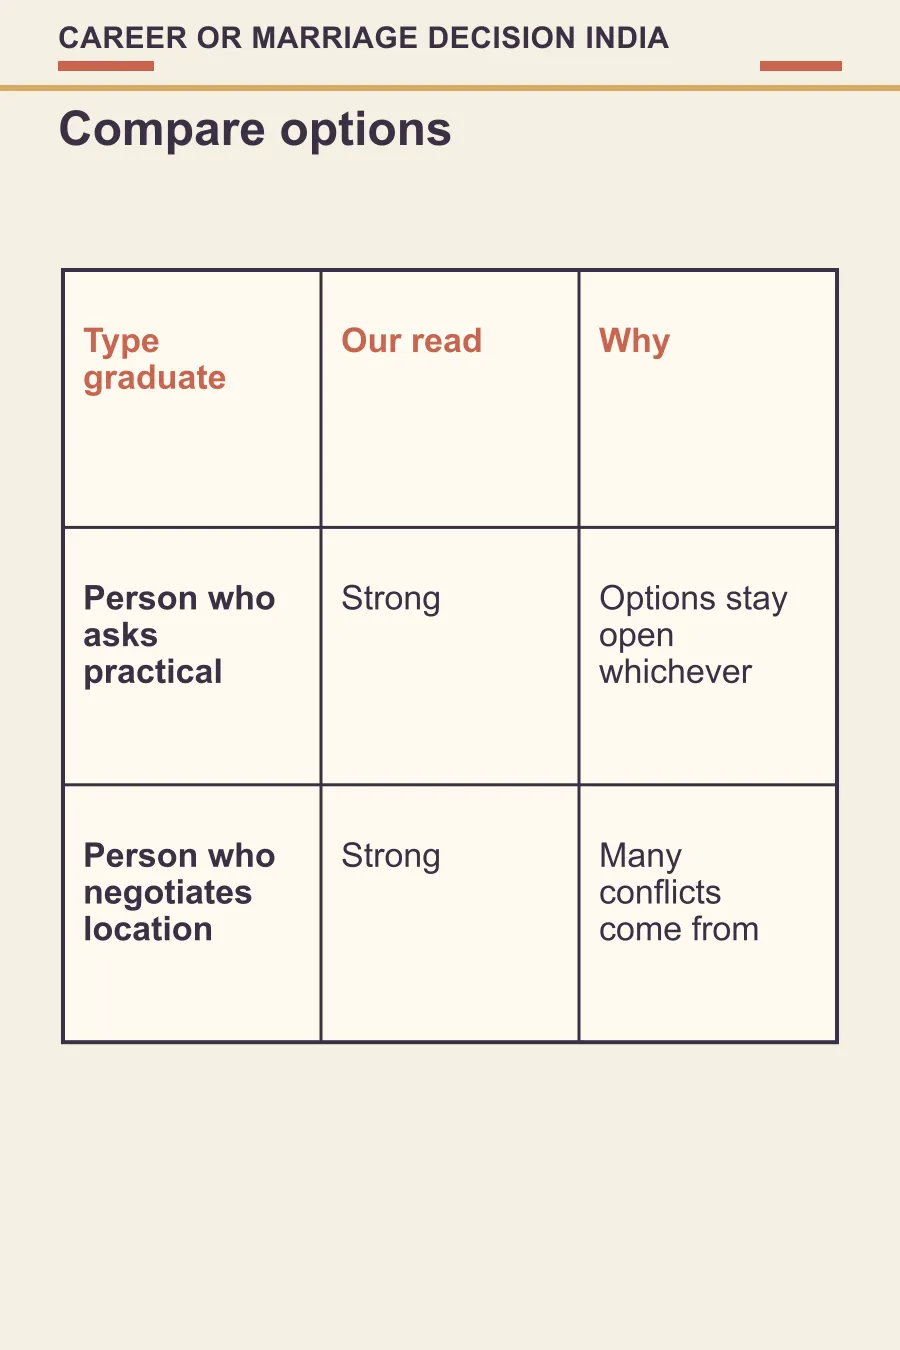 CAREER OR MARRIAGE DECISION INDIA
Compare options
Type
graduate
Our read
Why
Person who
asks
practical
Strong
Options stay
open
whichever
Person who
negotiates
location
Strong
Many
conflicts
come from